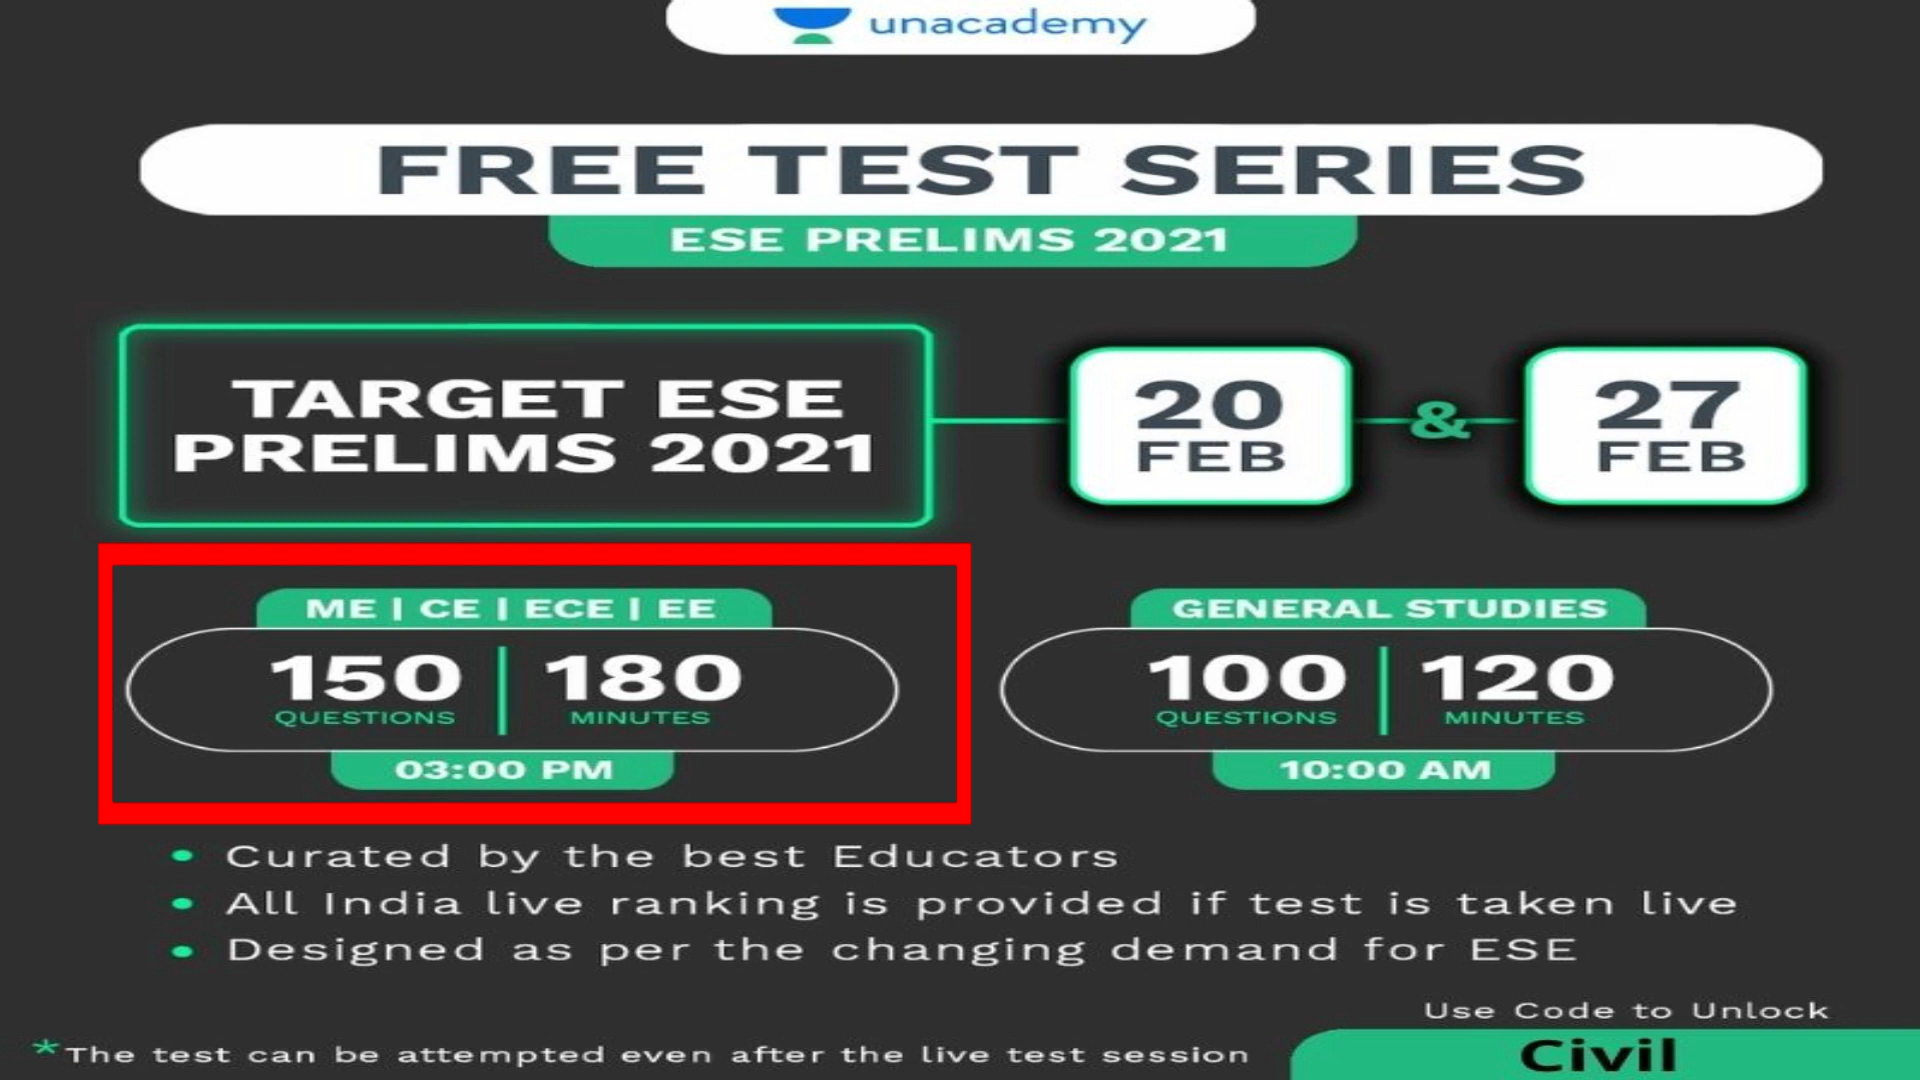 unacademy
FREE TEST SERIES
ESE PRELIMS 2021
TARGET ESE
PRELIMS 2021
20
FEB
&
27
FEB
ME | CE | ECE | EE
150
QUESTIONS
180
MINUTES
03:00 PM
GENERAL STUDIES
100
QUESTIONS
120
MINUTES
10:00 AM
• Curated by the best Educators
• All India live ranking is provided if test is taken live
• Designed as per the changing demand for ESE
Use Code to Unlock
Civil
*The test can be attempted even after the live test session